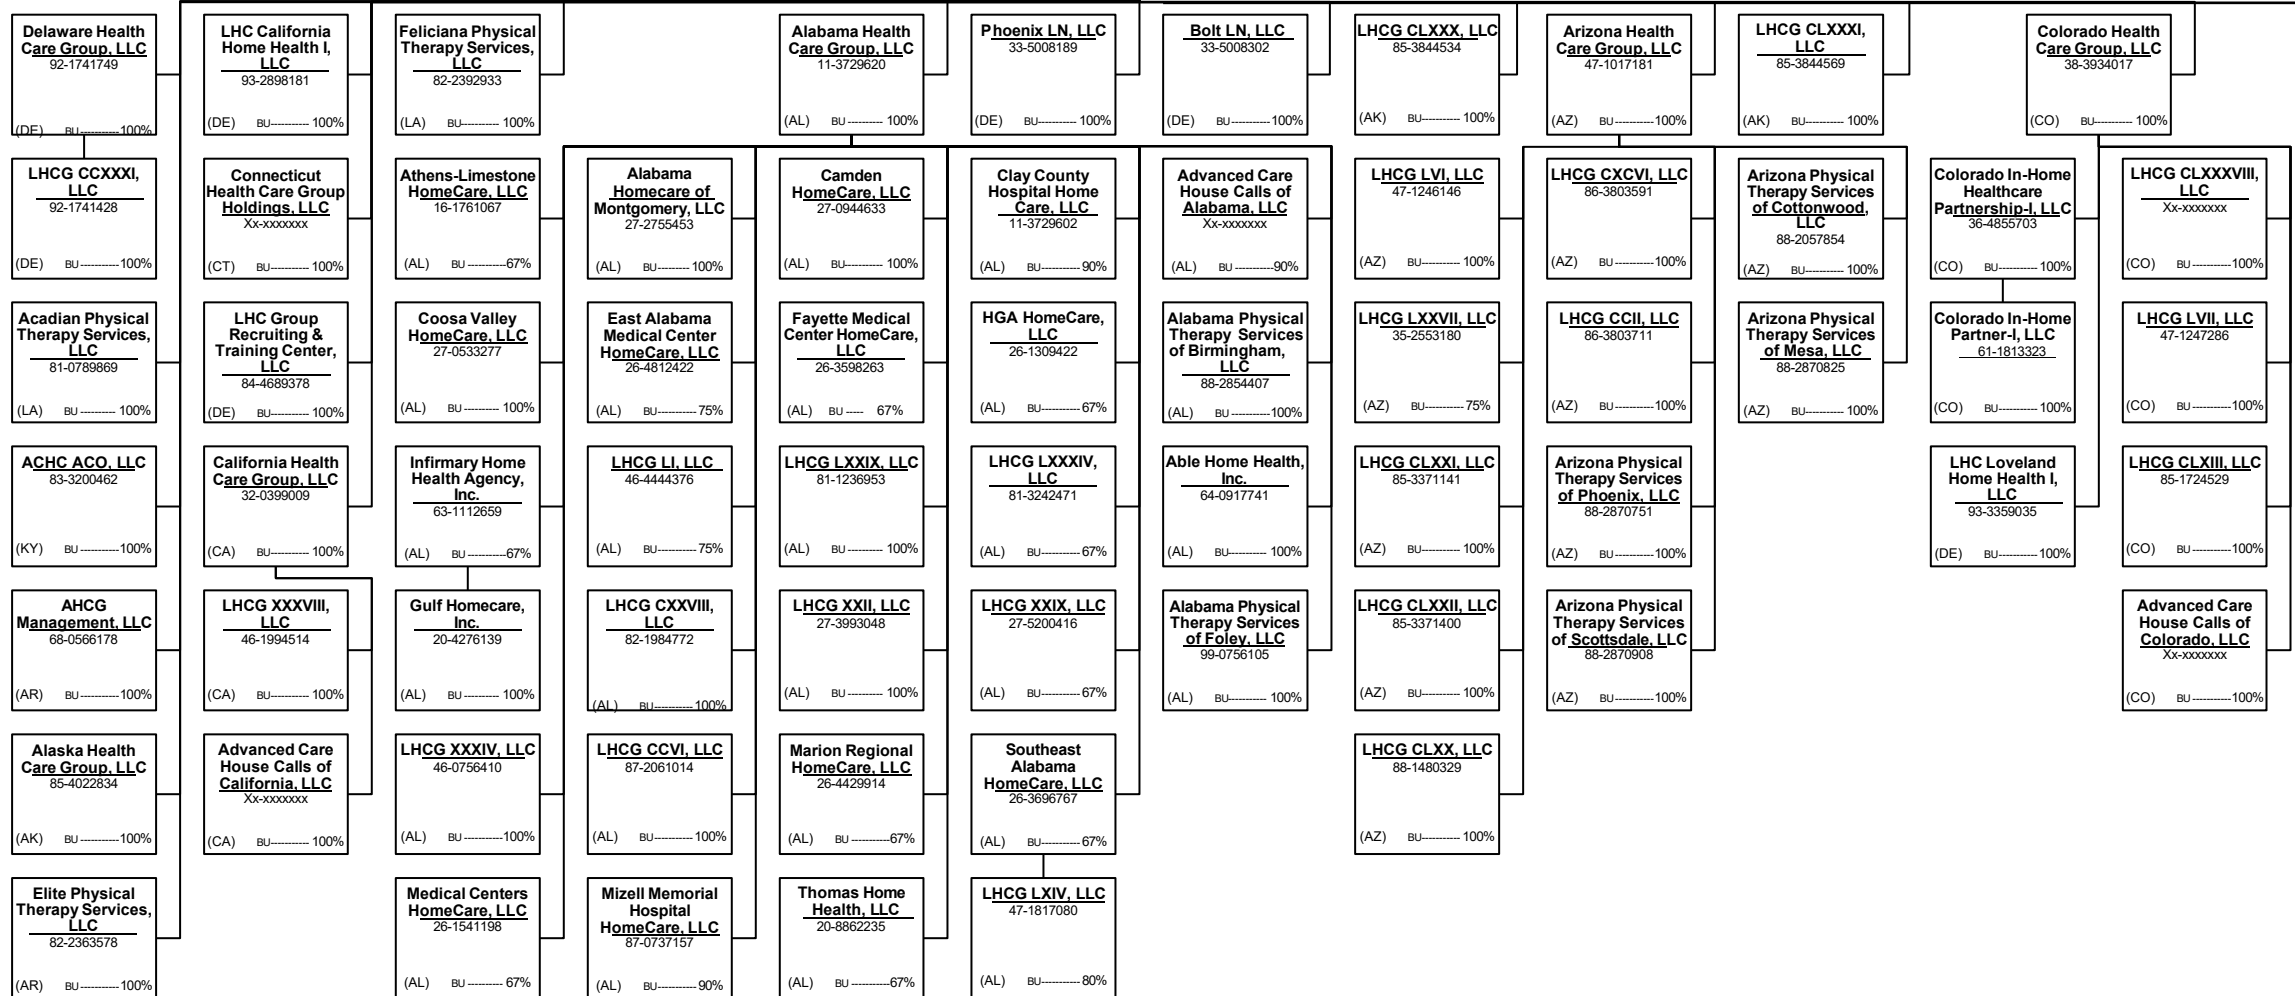 Delaware Health
Care Group, LLC
92-1741749
(DE) BU-----------100%
LHC California
Home Health I,
LLC
93-2898181
(DE) BU----------- 100%
Feliciana Physical
Therapy Services,
LLC
82-2392933
(LA) BU---------- 100%
Alabama Health
Care Group, LLC
11-3729620
(AL) BU ---------- 100%
Phoenix LN, LLC
33-5008189
(DE) BU----------- 100%
Bolt LN, LLC
33-5008302
(DE) BU-----------100%
LHCG CLXXX, LLC
85-3844534
(AK) BU----------- 100%
Arizona Health
Care Group, LLC
47-1017181
(AZ) BU-----------100%
LHCG CLXXXI,
LLC
85-3844569
(AK) BU----------- 100%
Colorado Health
Care Group, LLC
38-3934017
(CO) BU----------- 100%
LHCG CCXXXI,
LLC
92-1741428
(DE) BU-----------100%
Connecticut
Health Care Group
Holdings, LLC
Xx-xxxxxxx
(CT) BU----------- 100%
Athens-Limestone
HomeCare, LLC
16-1761067
(AL) BU -----------67%
Alabama
Homecare of
Montgomery, LLC
27-2755453
(AL) BU--------- 100%
Camden
HomeCare, LLC
27-0944633
(AL) BU---------- 100%
Clay County
Hospital Home
Care, LLC
11-3729602
(AL) BU----------- 90%
Advanced Care
House Calls of
Alabama, LLC
Xx-xxxxxxx
(AL) BU-----------90%
LHCG LVI, LLC
47-1246146
(AZ) BU----------- 100%
LHCG CXCVI, LLC
86-3803591
(AZ) BU----------- 100%
Arizona Physical
Therapy Services
of Cottonwood,
LLC
88-2057854
(AZ) BU---------- 100%
Colorado In-Home
Healthcare
Partnership-I, LLC
36-4855703
(CO) BU----------- 100%
LHCG CLXXXVIII,
LLC
Xx-xxxxxxx
(CO) BU-----------100%
Acadian Physical
Therapy Services,
LLC
81-0789869
(LA) BU ---------- 100%
LHC Group
Recruiting &
Training Center,
LLC
84-4689378
(DE) BU----------- 100%
Coosa Valley
HomeCare, LLC
27-0533277
(AL) BU ---------- 100%
East Alabama
Medical Center
HomeCare, LLC
26-4812422
(AL) BU ---------- 75%
Fayette Medical
Center HomeCare,
LLC
26-3598263
(AL) BU ----- 67%
HGA HomeCare,
LLC
26-1309422
(AL) BU-----------67%
Alabama Physical
Therapy Services
of Birmingham,
LLC
88-2854407
(AL) BU -----------100%
LHCG LXXVII, LLC
35-2553180
(AZ) BU----------- 75%
LHCG CCII, LLC
86-3803711
(AZ) BU-----------100%
Arizona Physical
Therapy Services
of Mesa, LLC
88-2870825
(AZ) BU---------- 100%
Colorado In-Home
Partner-I, LLC
61-1813323
(CO) BU----------- 100%
LHCG LVII, LLC
47-1247286
(CO) BU-----------100%
ACHC ACO, LLC
83-3200462
(KY) BU -----------100%
California Health
Care Group, LLC
32-0399009
(CA) BU----------- 100%
Infirmary Home
Health Agency,
Inc.
63-1112659
(AL) BU -----------67%
LHCG LI, LLC
46-4444376
(AL) BU ---------- 75%
LHCG LXXIX, LLC
81-1236953
(AL) BU---------- 100%
LHCG LXXXIV,
LLC
81-3242471
(AL) BU----------- 67%
Able Home Health,
Inc.
64-0917741
(AL) BU----------- 100%
LHCG CLXXI, LLC
85-3371141
(AZ) BU----------- 100%
Arizona Physical
Therapy Services
of Phoenix, LLC
88-2870751
(AZ) BU-----------100%
LHC Loveland
Home Health I,
LLC
93-3359035
(DE) BU-----------100%
LHCG CLXIII, LLC
85-1724529
(CO) BU-----------100%
AHCG
Management, LLC
68-0566178
(AR) BU-----------100%
LHCG XXXVIII,
LLC
46-1994514
(CA) BU----------- 100%
Gulf Homecare,
Inc.
20-4276139
(AL) BU ---------- 100%
LHCG CXXVIII,
LLC
82-1984772
(AL) BU----------- 100%
LHCG XXII, LLC
27-3993048
(AL) BU---------- 100%
LHCG XXIX, LLC
27-5200416
(AL) BU-----------67%
Alabama Physical
Therapy Services
of Foley, LLC
99-0756105
(AL) BU----------- 100%
LHCG CLXXII, LLC
85-3371400
(AZ) BU----------- 100%
Arizona Physical
Therapy Services
of Scottsdale, LLC
88-2870908
(AZ) BU-----------100%
Advanced Care
House Calls of
Colorado, LLC
Xx-xxxxxxx
(CO) BU -----------100%
Alaska Health
Care Group, LLC
85-4022834
(AK) BU-----------100%
Advanced Care
House Calls of
California, LLC
Xx-xxxxxxx
(CA) BU----------- 100%
LHCG XXXIV, LLC
46-0756410
(AL) BU -----------100%
LHCG CCVI, LLC
87-2061014
(AL) BU----------- 100%
Marion Regional
HomeCare, LLC
26-4429914
(AL) BU -----------67%
Southeast
Alabama
HomeCare, LLC
26-3696767
(AL) BU-----------67%
LHCG CLXX, LLC
88-1480329
(AZ) BU----------- 100%
Elite Physical
Therapy Services,
LLC
82-2363578
(AR) BU-----------100%
Medical Centers
HomeCare, LLC
26-1541198
(AL) BU ---------- 67%
Mizell Memorial
Hospital
HomeCare, LLC
87-0737157
(AL) BU----------- 90%
Thomas Home
Health, LLC
20-8862235
(AL) BU -----------67%
LHCG LXIV, LLC
47-1817080
(AL) BU-----------80%